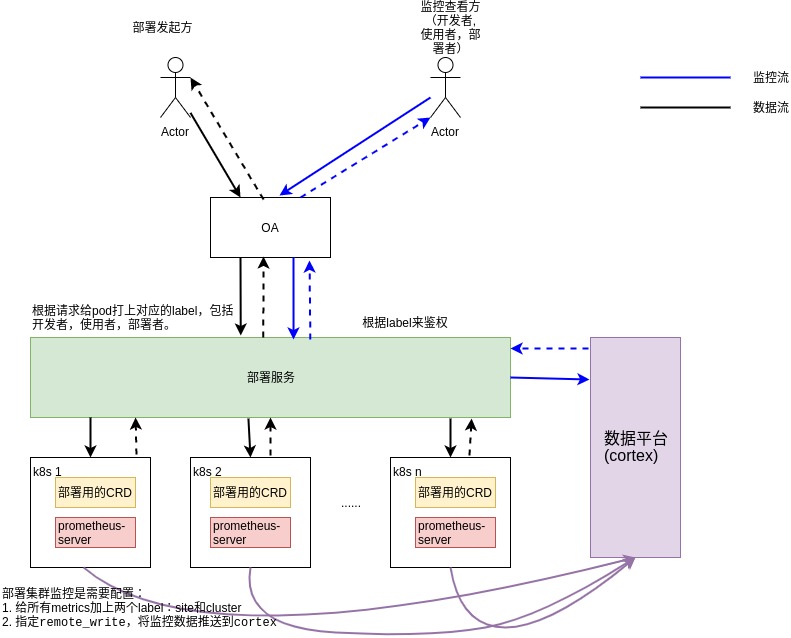 部署发起方
监控查看方
（开发者,
使用者，部
署者）
监控流
数据流
Actor
Actor
OA
根据请求给pod打上对应的label，包括
开发者，使用者，部署者。
根据label来鉴权
部署服务
数据平台
(cortex)
k8s 1
部署用的CRD
prometheus-
server
k8s 2
部署用的CRD
prometheus-
server
......
k8s n
部署用的CRD
prometheus-
server
部署集群监控是需要配置：
1. 给所有metrics加上两个label：site和cluster
2. 指定remote_write，将监控数据推送到cortex